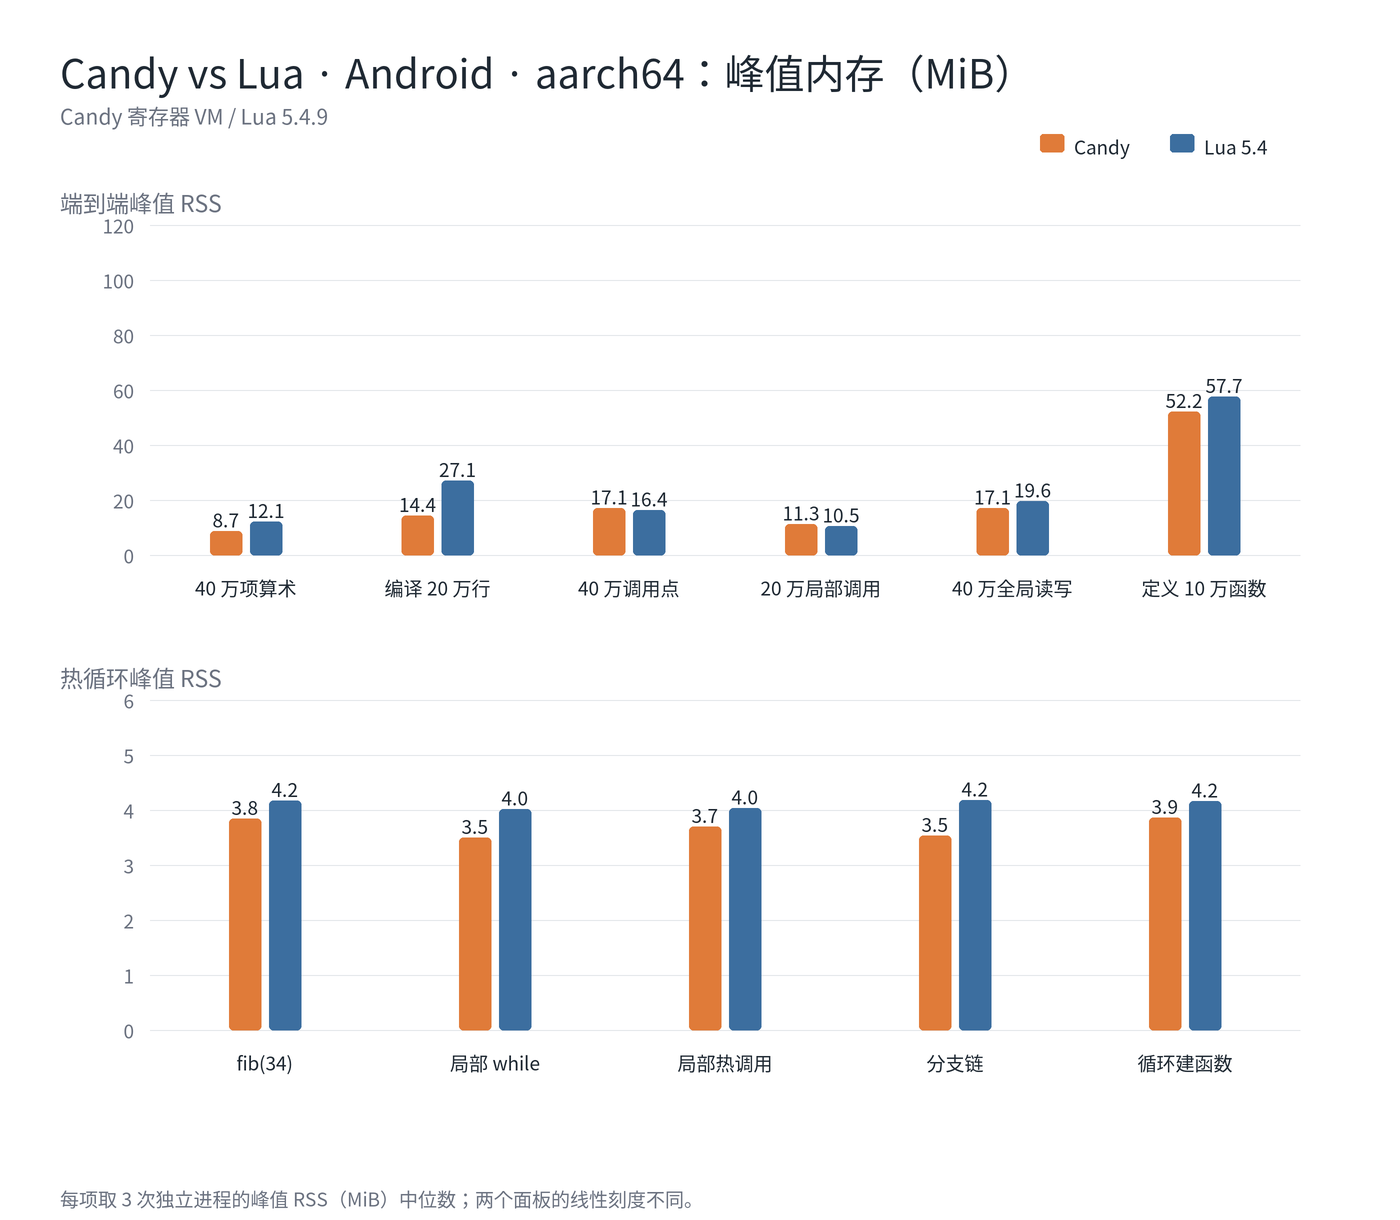 Candy vs Lua · Android · aarch64：峰值内存（MiB）
Candy 寄存器 VM / Lua 5.4.9
Candy
Lua 5.4
端到端峰值 RSS
120
100
80
60
40
20
0
8.7 12.1
14.4 27.1
17.1 16.4
11.3 10.5
17.1 19.6
52.2 57.7
40 万项算术
编译 20 万行
40 万调用点
20 万局部调用
40 万全局读写
定义 10 万函数
热循环峰值 RSS
6
5
4
3
2
1
0
3.8 4.2
3.5 4.0
3.7 4.0
3.5 4.2
3.9 4.2
fib(34)
局部 while
局部热调用
分支链
循环建函数
每项取 3 次独立进程的峰值 RSS（MiB）中位数；两个面板的线性刻度不同。